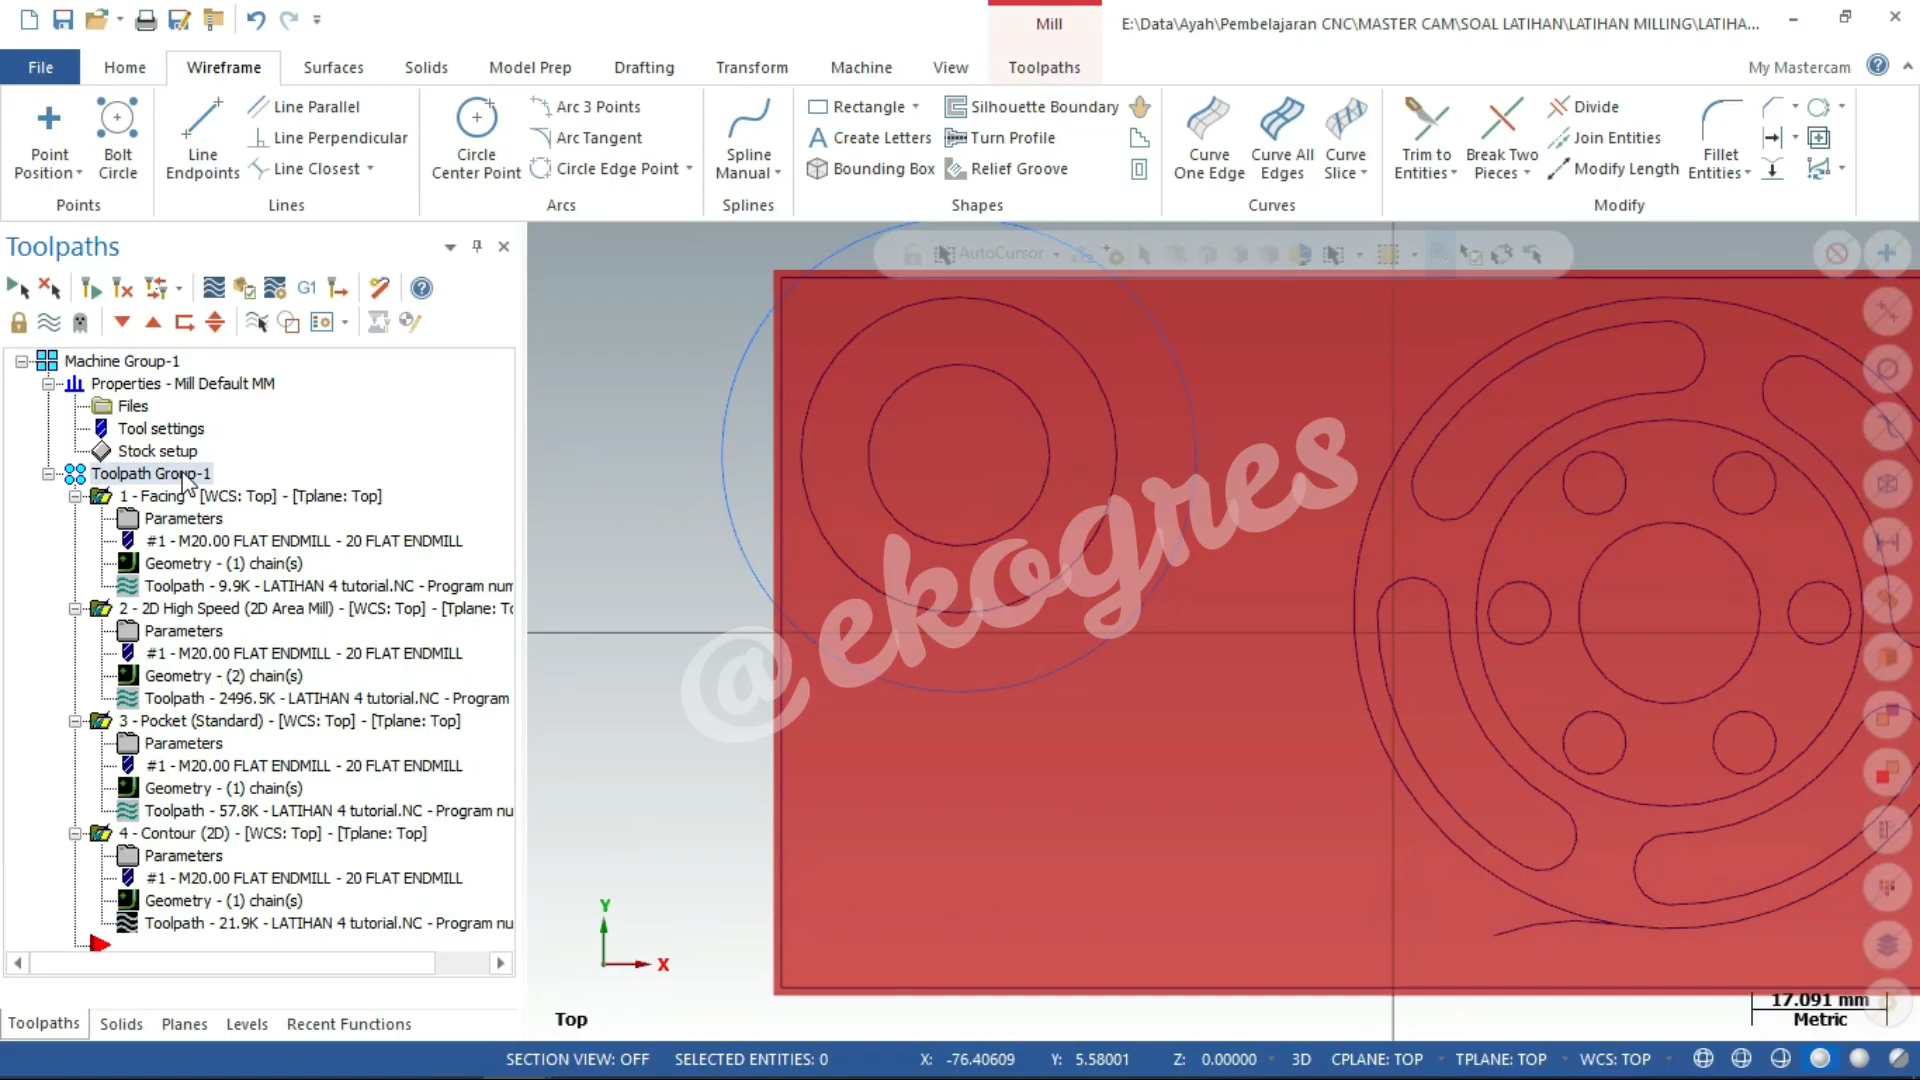 Mill
E:\Data\Ayah\Pembelajaran CNC\MASTER CAM\SOAL LATIHAN\LATIHAN MILLING\LATIHA...
File
Home
Wireframe
Surfaces
Solids
Model Prep
Drafting
Transform
Machine
View
Toolpaths
My Mastercam
Point Position
Bolt Circle
Points
Line Endpoints
Line Parallel
Line Perpendicular
Line Closest
Lines
Circle Center Point
Arc 3 Points
Arc Tangent
Circle Edge Point
Arcs
Spline Manual
Splines
Rectangle
Create Letters
Bounding Box
Silhouette Boundary
Turn Profile
Relief Groove
Shapes
Curve One Edge
Curve All Edges
Curve Slice
Curves
Trim to Entities
Break Two Pieces
Divide
Join Entities
Modify Length
Fillet Entities
Modify
Toolpaths
G1
AutoCursor
Machine Group-1
Properties - Mill Default MM
Files
Tool settings
Stock setup
Toolpath Group-1
1 - Facing - [WCS: Top] - [Tplane: Top]
Parameters
#1 - M20.00 FLAT ENDMILL - 20 FLAT ENDMILL
Geometry - (1) chain(s)
Toolpath - 9.9K - LATIHAN 4 tutorial.NC - Program num
2 - 2D High Speed (2D Area Mill) - [WCS: Top] - [Tplane: To
Parameters
#1 - M20.00 FLAT ENDMILL - 20 FLAT ENDMILL
Geometry - (2) chain(s)
Toolpath - 2496.5K - LATIHAN 4 tutorial.NC - Program
3 - Pocket (Standard) - [WCS: Top] - [Tplane: Top]
Parameters
#1 - M20.00 FLAT ENDMILL - 20 FLAT ENDMILL
Geometry - (1) chain(s)
Toolpath - 57.8K - LATIHAN 4 tutorial.NC - Program nu
4 - Contour (2D) - [WCS: Top] - [Tplane: Top]
Parameters
#1 - M20.00 FLAT ENDMILL - 20 FLAT ENDMILL
Geometry - (1) chain(s)
Toolpath - 21.9K - LATIHAN 4 tutorial.NC - Program nu
@ekogres
Y
X
Top
17.091 mm
Metric
Toolpaths
Solids
Planes
Levels
Recent Functions
SECTION VIEW: OFF
SELECTED ENTITIES: 0
X: -76.40609
Y: 5.58001
Z: 0.00000
3D
CPLANE: TOP
TPLANE: TOP
WCS: TOP